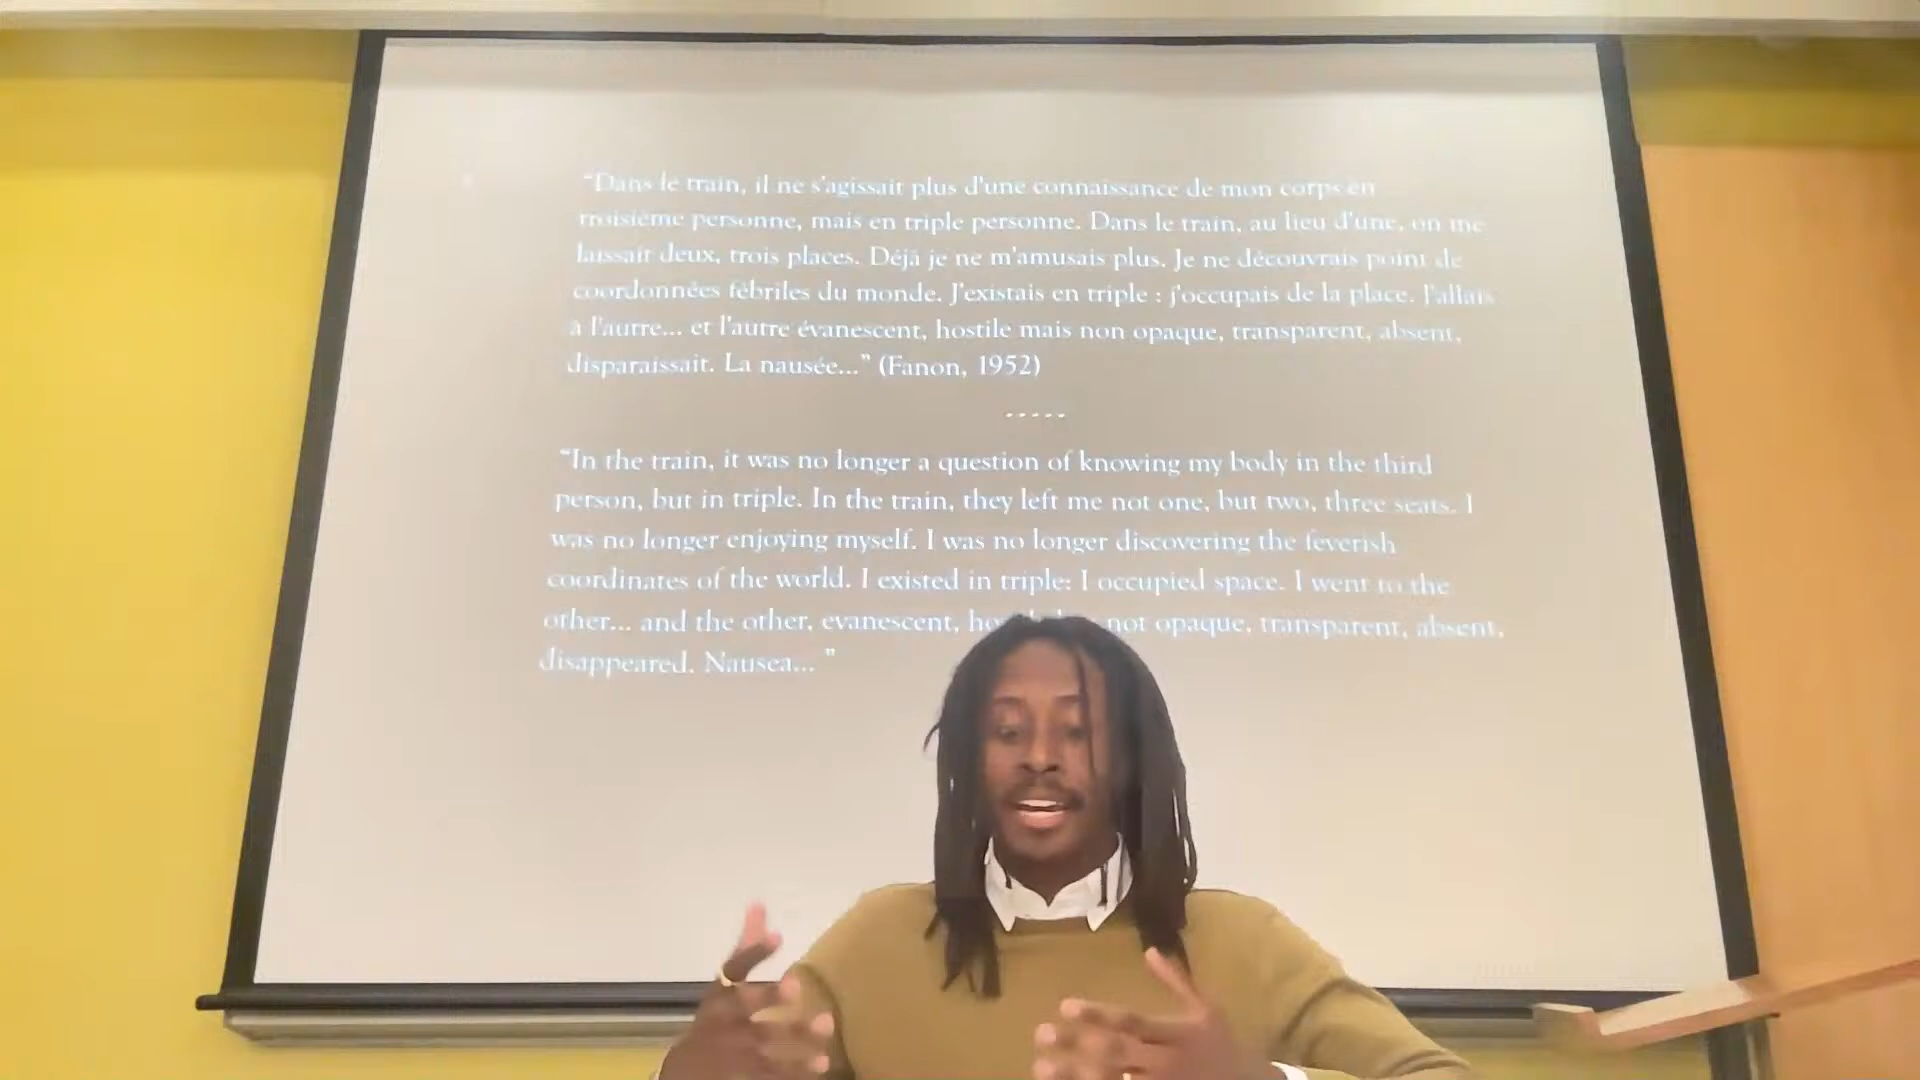 “Dans le train, il ne s'agissait plus d'une connaissance de mon corps en
troisième personne, mais en triple personne. Dans le train, au lieu d'une, on me
laissait deux, trois places. Déjà je ne m'amusais plus. Je ne découvrais point de
coordonnées fébriles du monde. J'existais en triple : j'occupais de la place. J'allais
à l'autre... et l'autre évanescent, hostile mais non opaque, transparent, absent,
disparaissait. La nausée...” (Fanon, 1952)
-----
“In the train, it was no longer a question of knowing my body in the third
person, but in triple. In the train, they left me not one, but two, three seats. I
was no longer enjoying myself. I was no longer discovering the feverish
coordinates of the world. I existed in triple: I occupied space. I went to the
other... and the other, evanescent, not opaque, transparent, absent,
disappeared. Nausea... ”